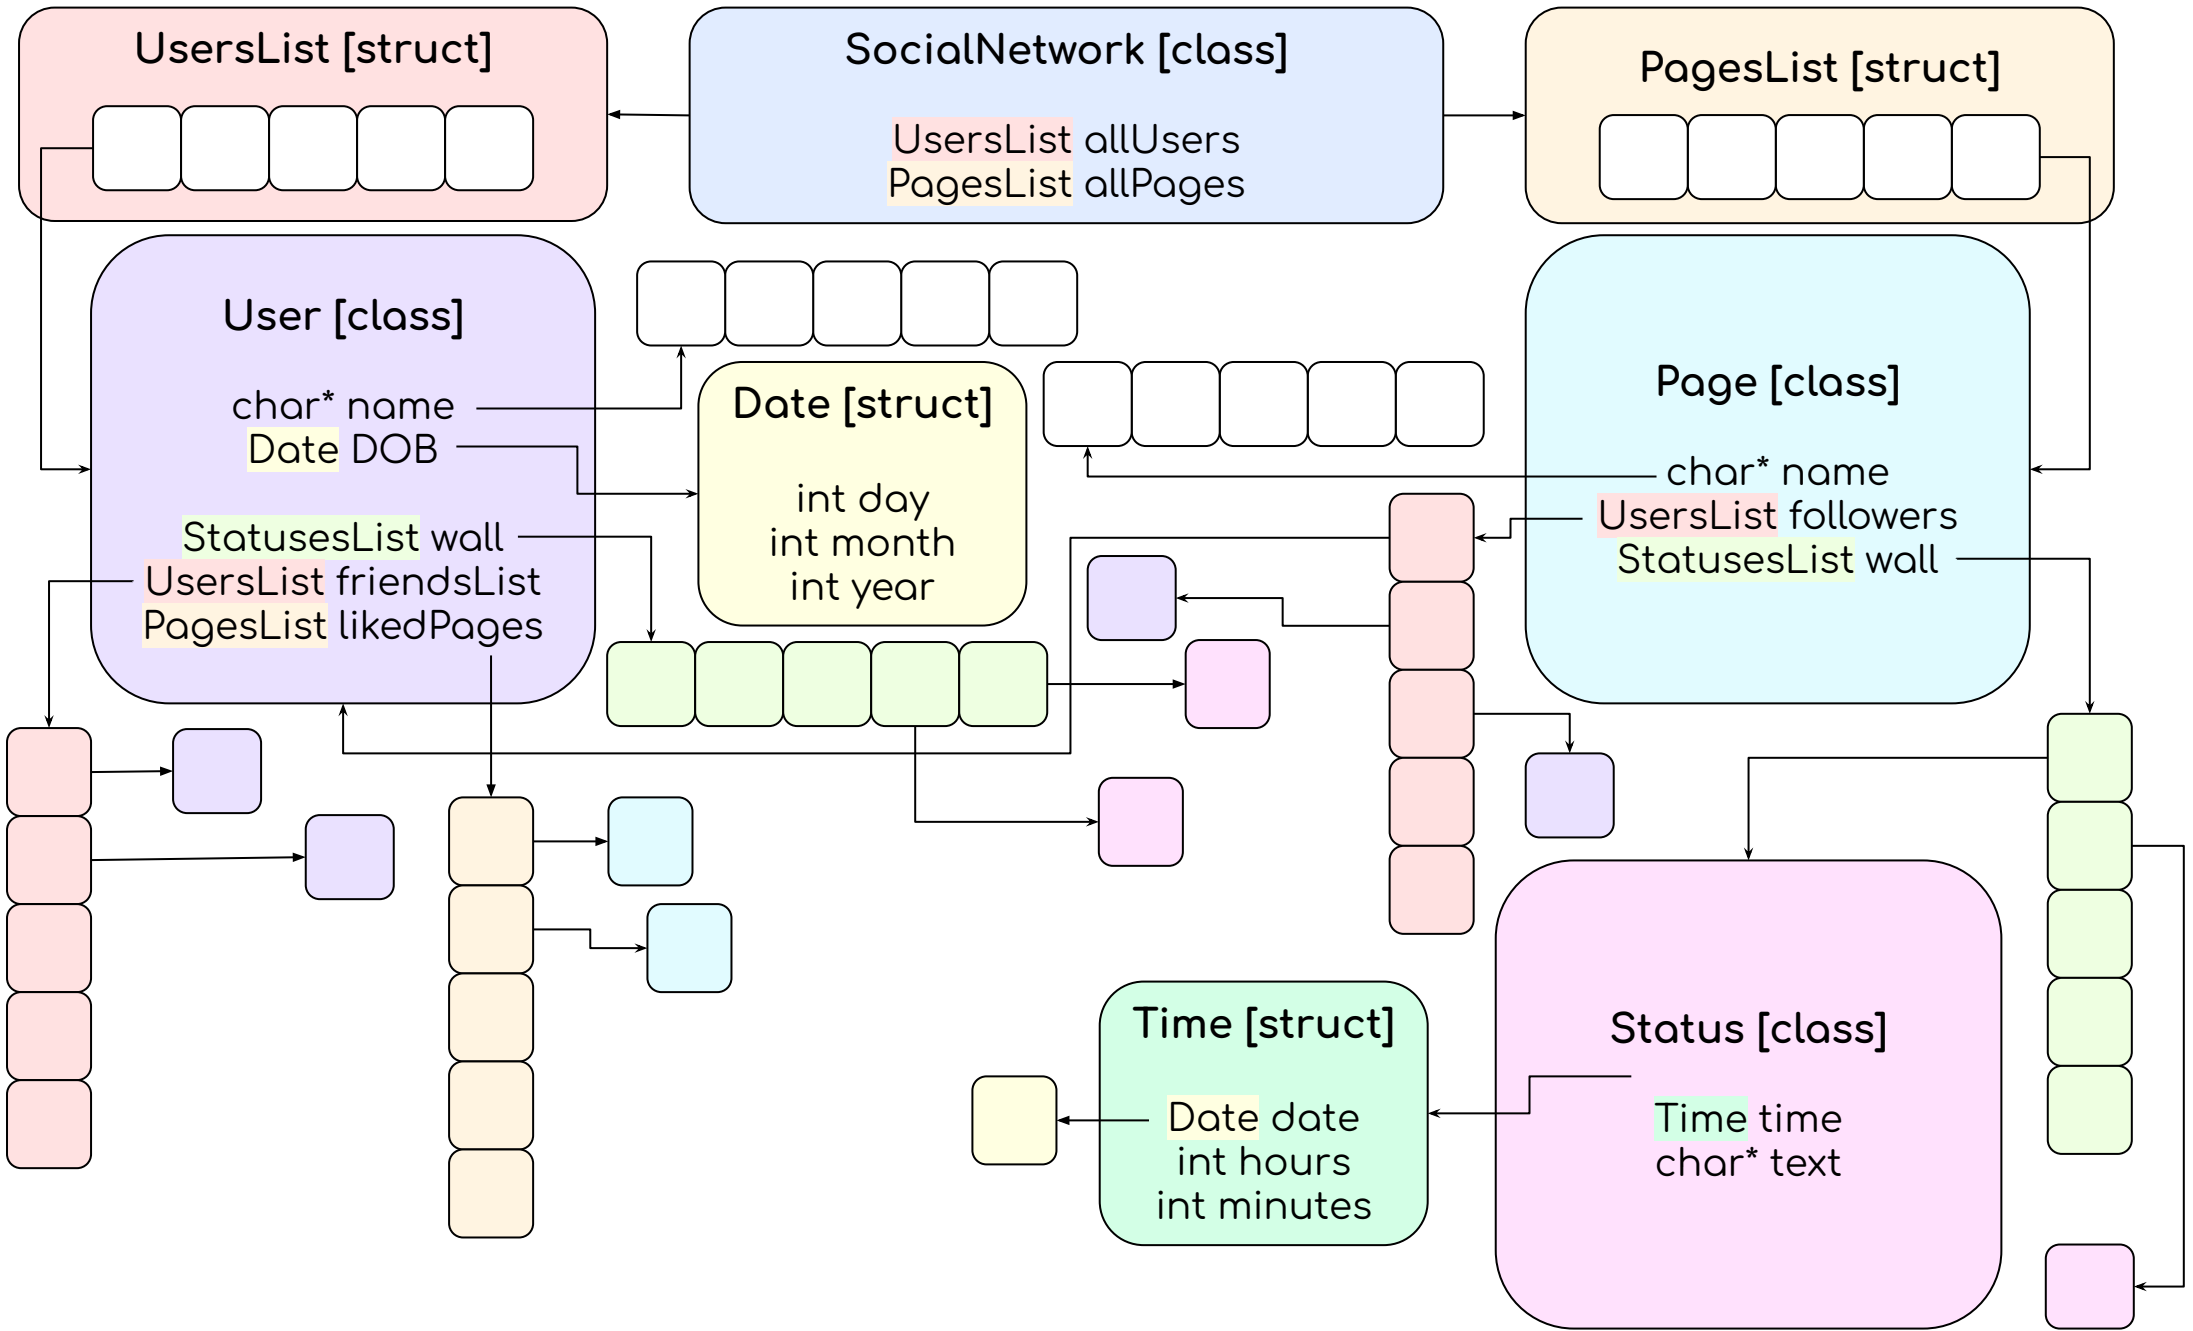 UsersList [struct]
SocialNetwork [class]
UsersList allUsers
PagesList allPages
PagesList [struct]
User [class]
char* name
Date DOB
StatusesList wall
UsersList friendsList
PagesList likedPages
Date [struct]
int day
int month
int year
Page [class]
char* name
UsersList followers
StatusesList wall
Time [struct]
Date date
int hours
int minutes
Status [class]
Time time
char* text